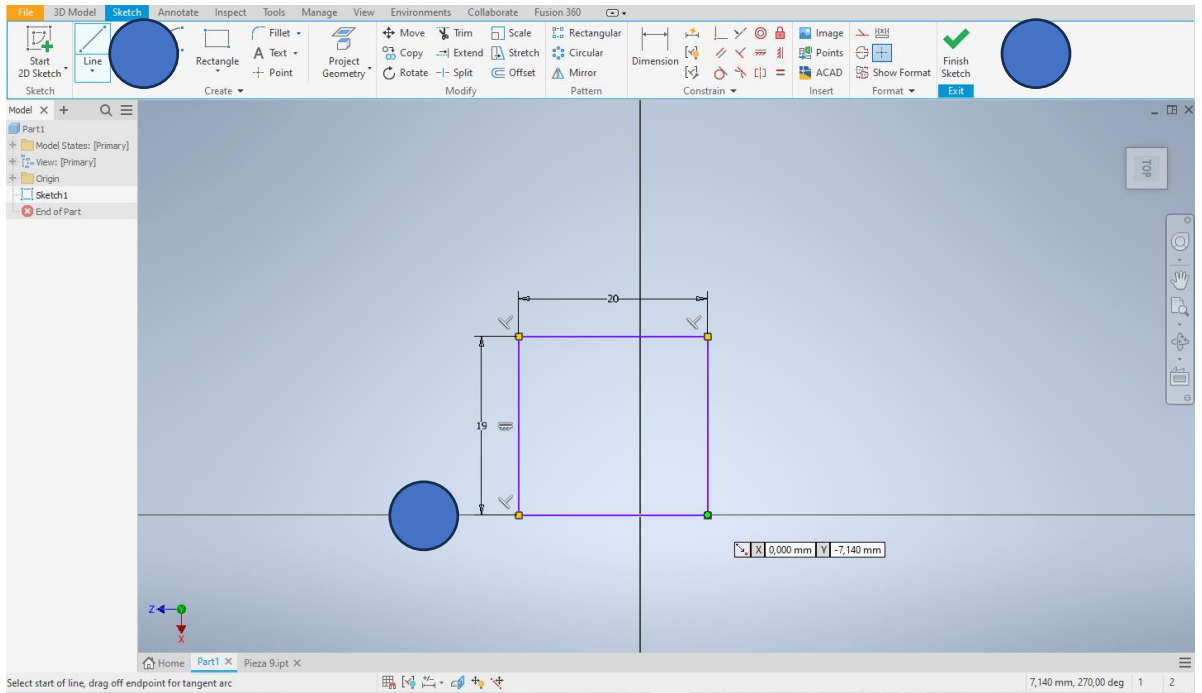 File 3D Model Sketch Annotate Inspect Tools Manage View Environments Collaborate Fusion 360
Start
2D Sketch
Line
Rectangle
Fillet
Text
Point
Project
Geometry
Move Trim Scale
Copy Extend Stretch
Rotate Split Offset
Rectangular
Circular
Mirror
Dimension
Image
Points
ACAD
Show Format
Finish
Sketch
Sketch Create Modify Pattern Constrain Insert Format Exit
Model
Part1
Model States: [Primary]
View: [Primary]
Origin
Sketch1
End of Part
TOP
20
19
X 0,000 mm Y -7,140 mm
Z
X
Home Part1 Pieza 9.ipt
Select start of line, drag off endpoint for tangent arc 7,140 mm, 270,00 deg 1 2